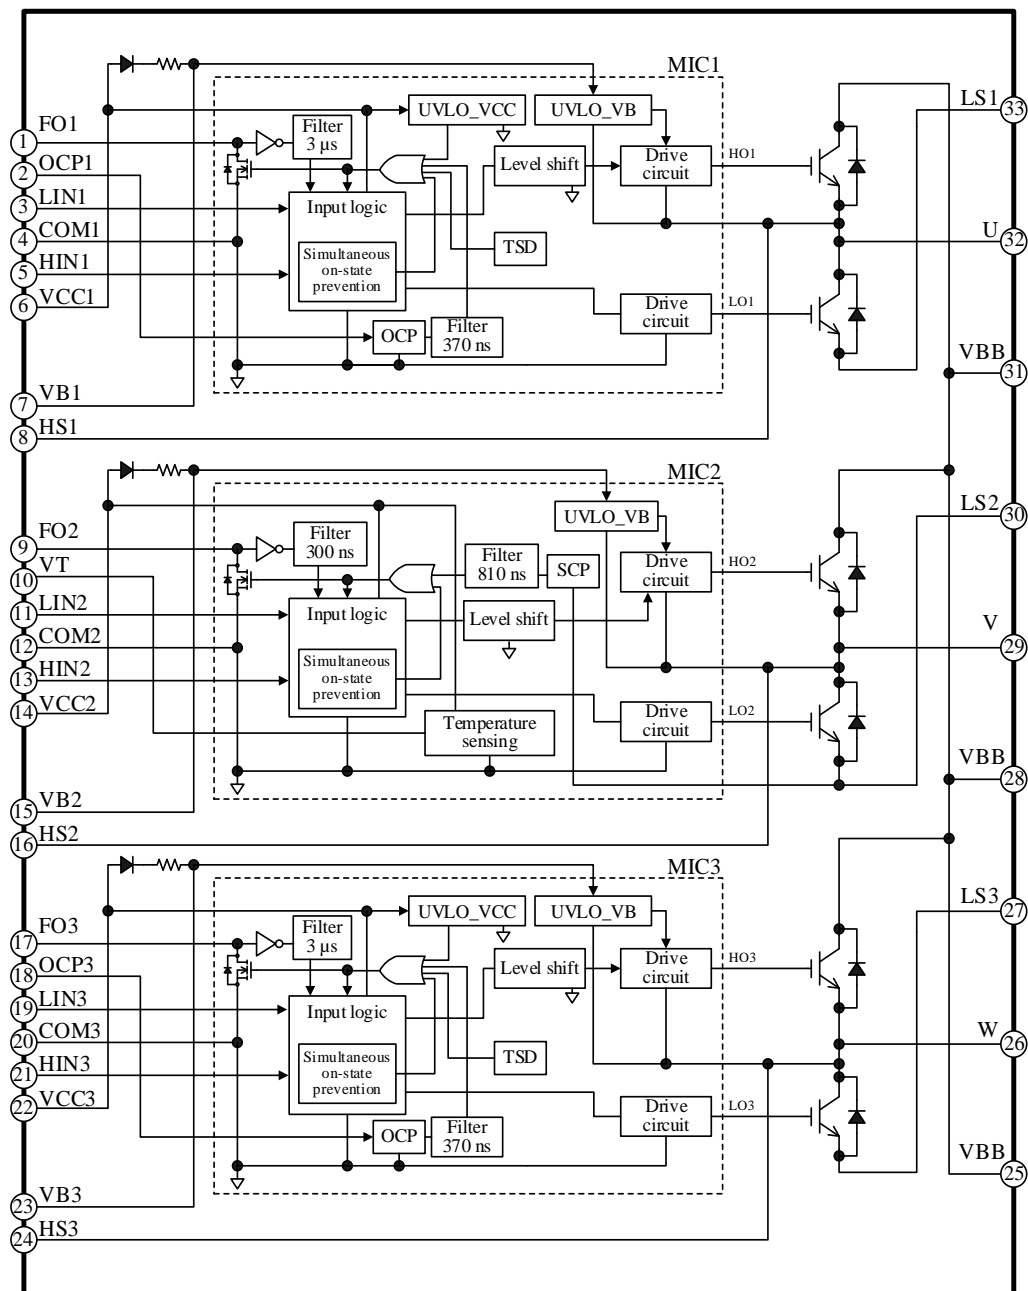 MIC1
FO1
1
OCP1
2
LIN1
3
COM1
4
HIN1
5
VCC1
6
VB1
7
HS1
8
Filter
3 µs
UVLO_VCC
UVLO_VB
Level shift
Drive
circuit
HO1
Input logic
Simultaneous
on-state
prevention
TSD
OCP
Filter
370 ns
Drive
circuit
LO1
LS1
33
U
32
VBB
31
MIC2
FO2
9
VT
10
LIN2
11
COM2
12
HIN2
13
VCC2
14
VB2
15
HS2
16
Filter
300 ns
UVLO_VB
Filter
810 ns
SCP
Drive
circuit
HO2
Input logic
Level shift
Simultaneous
on-state
prevention
Temperature
sensing
Drive
circuit
LO2
LS2
30
V
29
VBB
28
MIC3
FO3
17
OCP3
18
LIN3
19
COM3
20
HIN3
21
VCC3
22
VB3
23
HS3
24
Filter
3 µs
UVLO_VCC
UVLO_VB
Level shift
Drive
circuit
HO3
Input logic
Simultaneous
on-state
prevention
TSD
OCP
Filter
370 ns
Drive
circuit
LO3
LS3
27
W
26
VBB
25